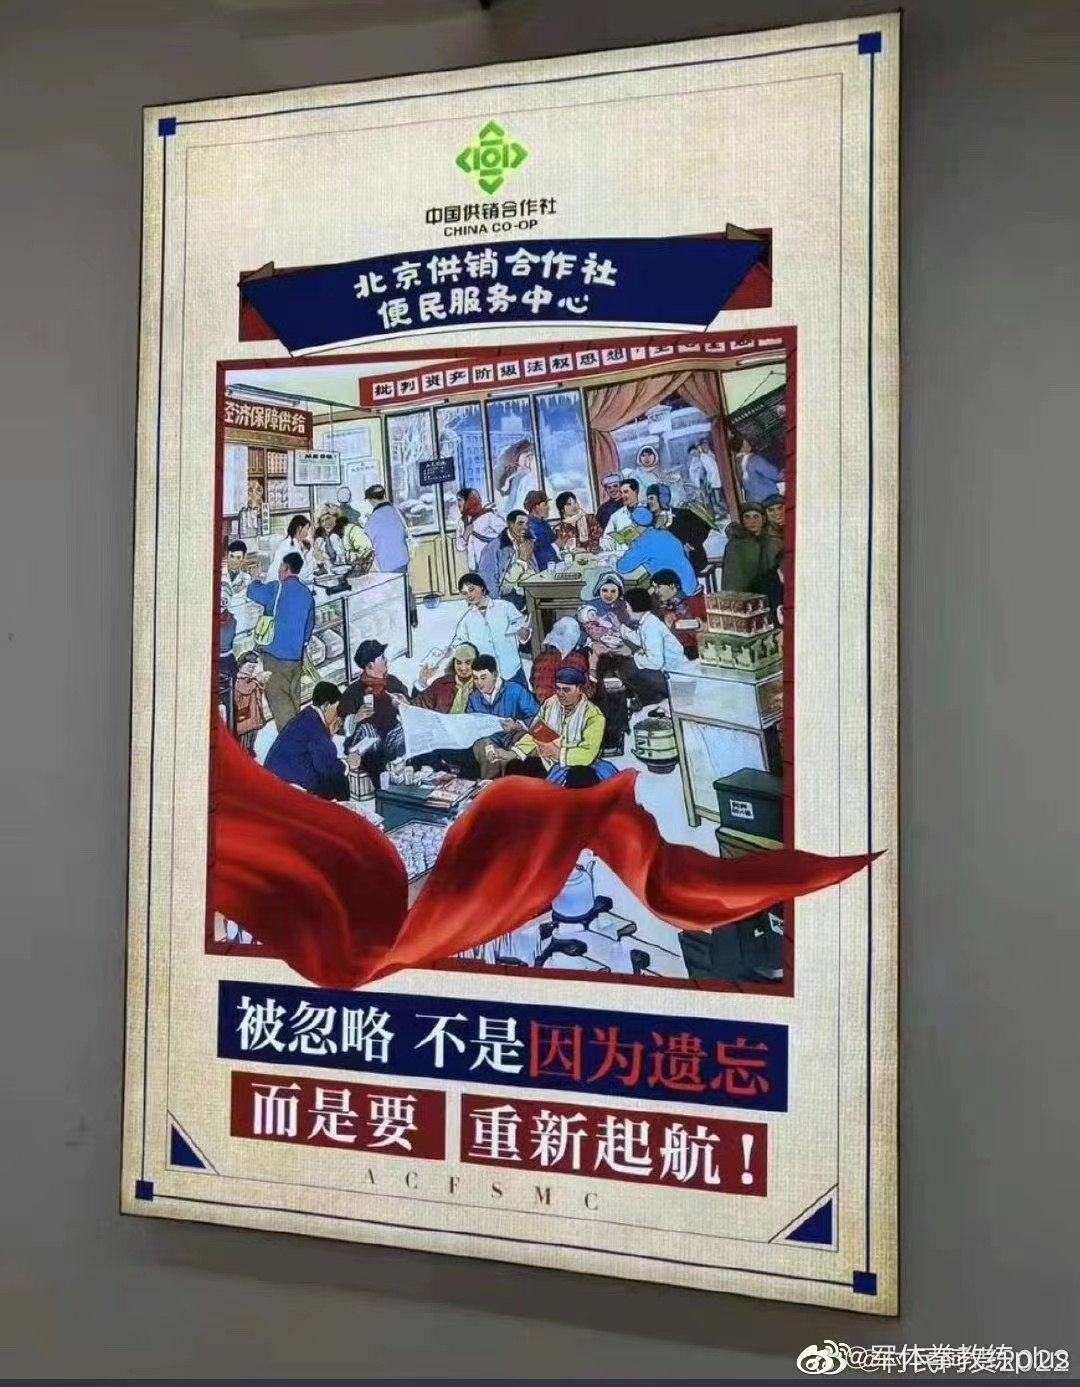 中国供销合作社
CHINA CO-OP
北京供销合作社
便民服务中心
批判资产阶级法权思想，
经济保障供给
被忽略 不是因为遗忘
而是要 重新起航！
ACFSMC